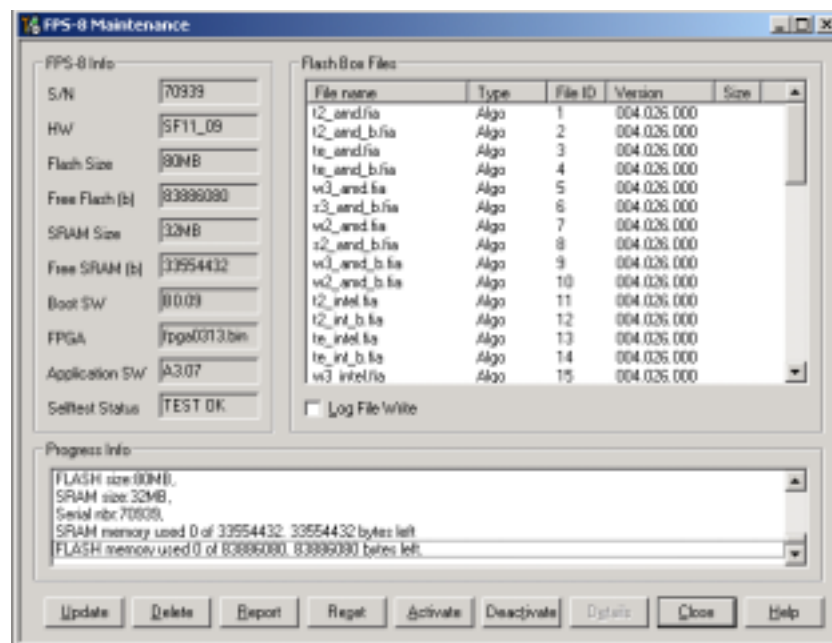 FPS-8 Maintenance
FPS-8 Info
S/N 70939
HW SF11_09
Flash Size 80MB
Free Flash (b) 83886080
SRAM Size 32MB
Free SRAM (b) 33554432
Boot SW B0.09
FPGA fpga0313.bin
Application SW A3.07
Selftest Status TEST OK
Flash Box Files
File name Type File ID Version Size
t2_amd.fia Algo 1 004.026.000
t2_amd_b.fia Algo 2 004.026.000
te_amd.fia Algo 3 004.026.000
te_amd_b.fia Algo 4 004.026.000
w3_amd.fia Algo 5 004.026.000
s3_amd_b.fia Algo 6 004.026.000
w2_amd.fia Algo 7 004.026.000
s2_amd_b.fia Algo 8 004.026.000
w3_amd_b.fia Algo 9 004.026.000
w2_amd_b.fia Algo 10 004.026.000
t2_intel.fia Algo 11 004.026.000
t2_int_b.fia Algo 12 004.026.000
te_intel.fia Algo 13 004.026.000
te_int_b.fia Algo 14 004.026.000
w3_intel.fia Algo 15 004.026.000
Log File Write
Progress Info
FLASH size:80MB,
SRAM size:32MB,
Serial nbr:70939,
SRAM memory used 0 of 33554432. 33554432 bytes left
FLASH memory used 0 of 83886080. 83886080 bytes left.
Update Delete Report Reset Activate Deactivate Details Close Help